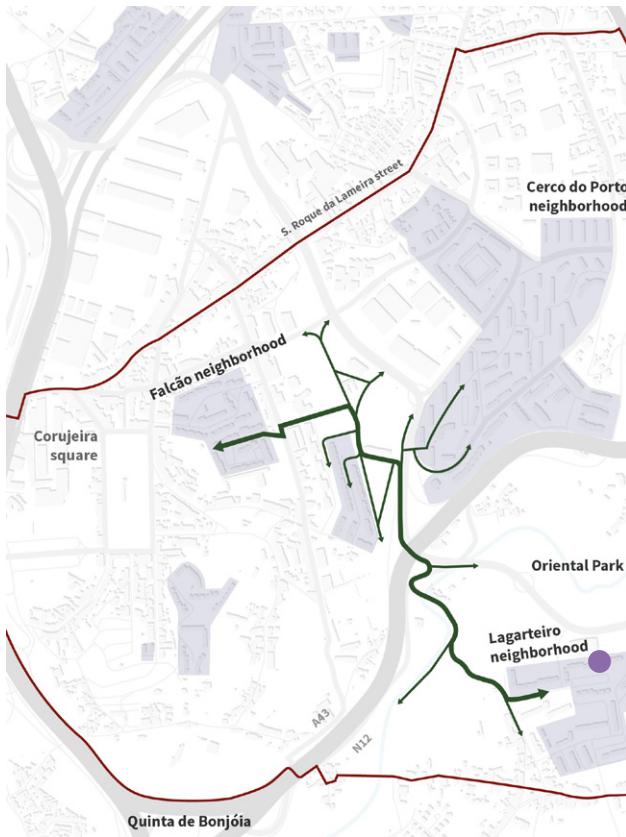 S. Roque da Lameira street
Cerco do Porto
neighborhood
Falcão neighborhood
Corujeira
square
Oriental Park
Lagarteiro
neighborhood
A43
N12
Quinta de Bonjóia